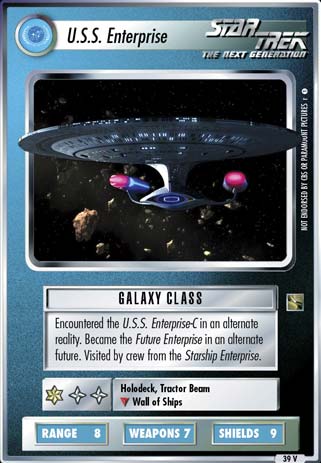 U.S.S. Enterprise
STAR TREK
THE NEXT GENERATION
NOT ENDORSED BY CBS OR PARAMOUNT PICTURES
GALAXY CLASS
Encountered the U.S.S. Enterprise-C in an alternate
reality. Became the Future Enterprise in an alternate
future. Visited by crew from the Starship Enterprise.
Holodeck, Tractor Beam
Wall of Ships
RANGE 8 WEAPONS 7 SHIELDS 9
39 V